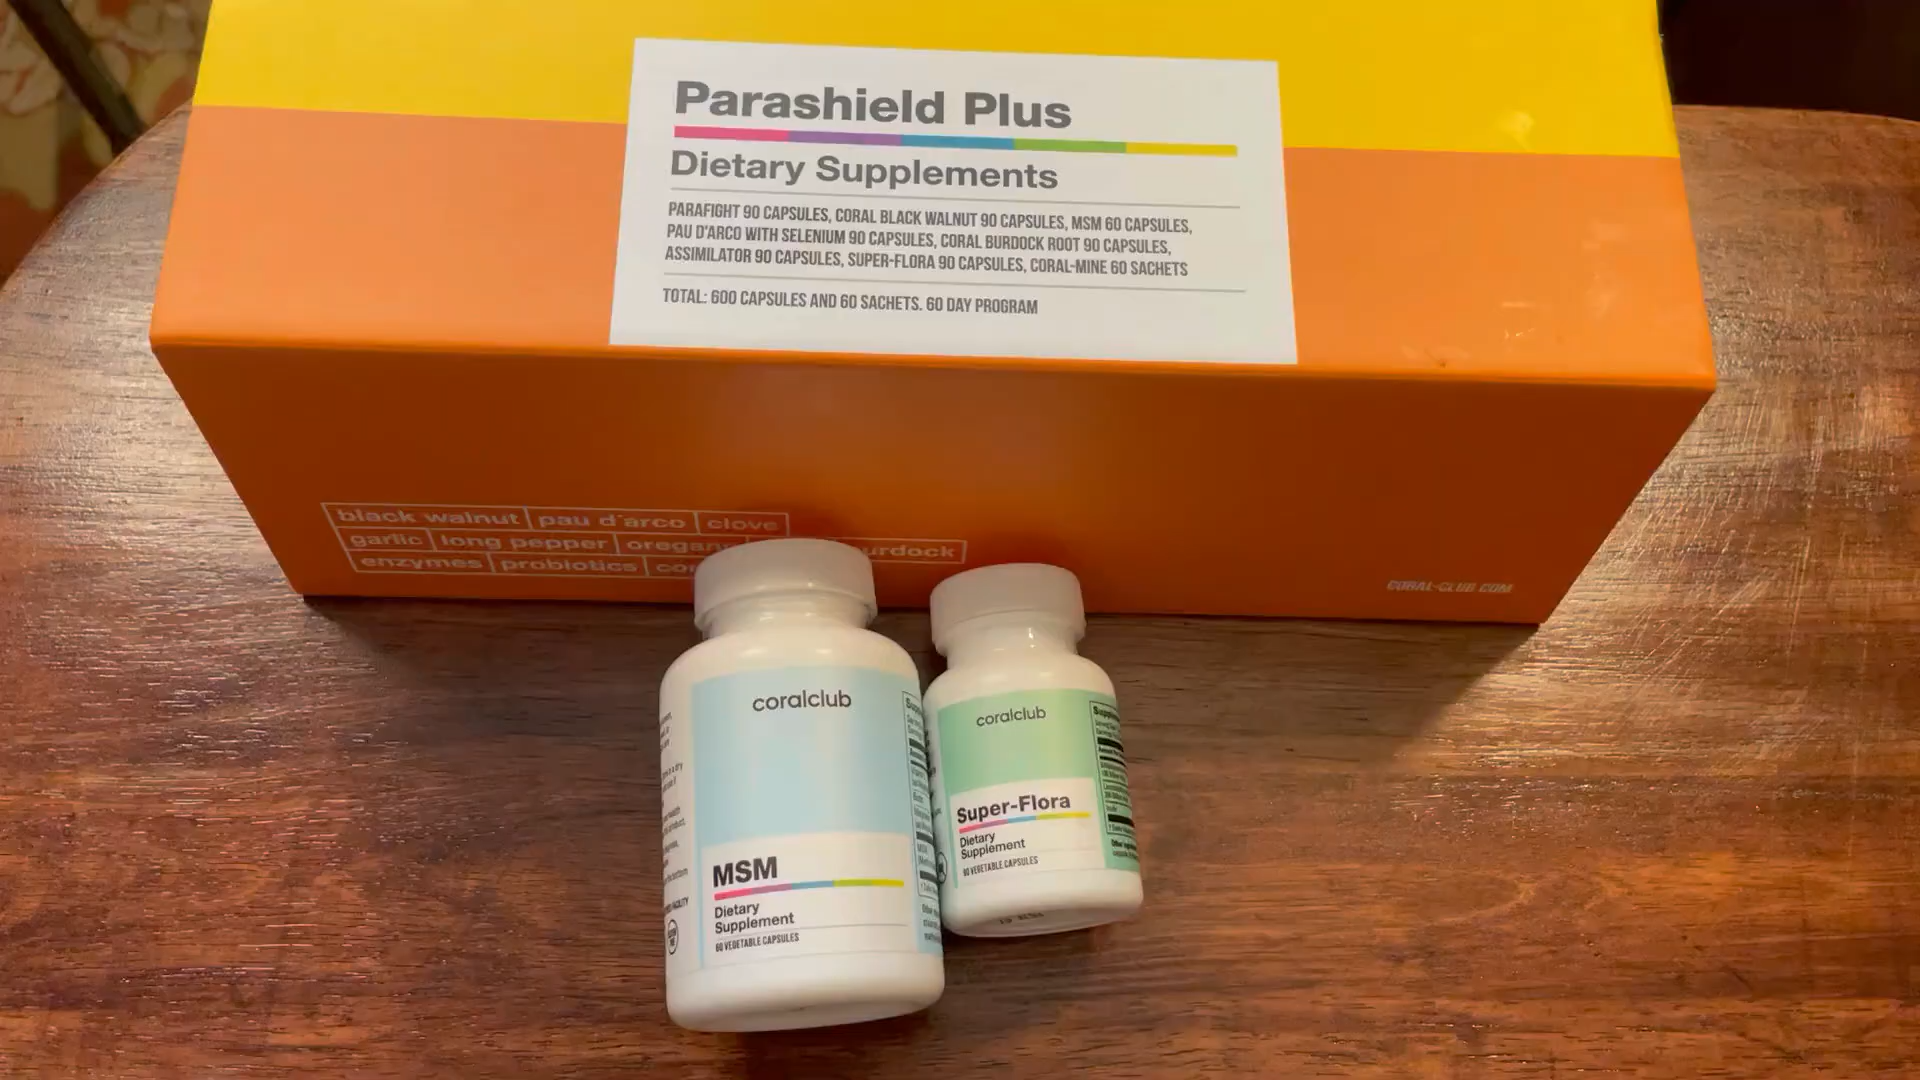 Parashield Plus
Dietary Supplements
PARAFIGHT 90 CAPSULES, CORAL BLACK WALNUT 90 CAPSULES, MSM 60 CAPSULES,
PAU D'ARCO WITH SELENIUM 90 CAPSULES, CORAL BURDOCK ROOT 90 CAPSULES,
ASSIMILATOR 90 CAPSULES, SUPER-FLORA 90 CAPSULES, CORAL-MINE 60 SACHETS
TOTAL: 600 CAPSULES AND 60 SACHETS. 60 DAY PROGRAM
black walnut pau d'arco clove
garlic long pepper
enzymes probiotics
CORAL-CLUB.COM
coralclub
MSM
Dietary
Supplement
60 VEGETABLE CAPSULES
coralclub
Super-Flora
Dietary
Supplement
90 VEGETABLE CAPSULES